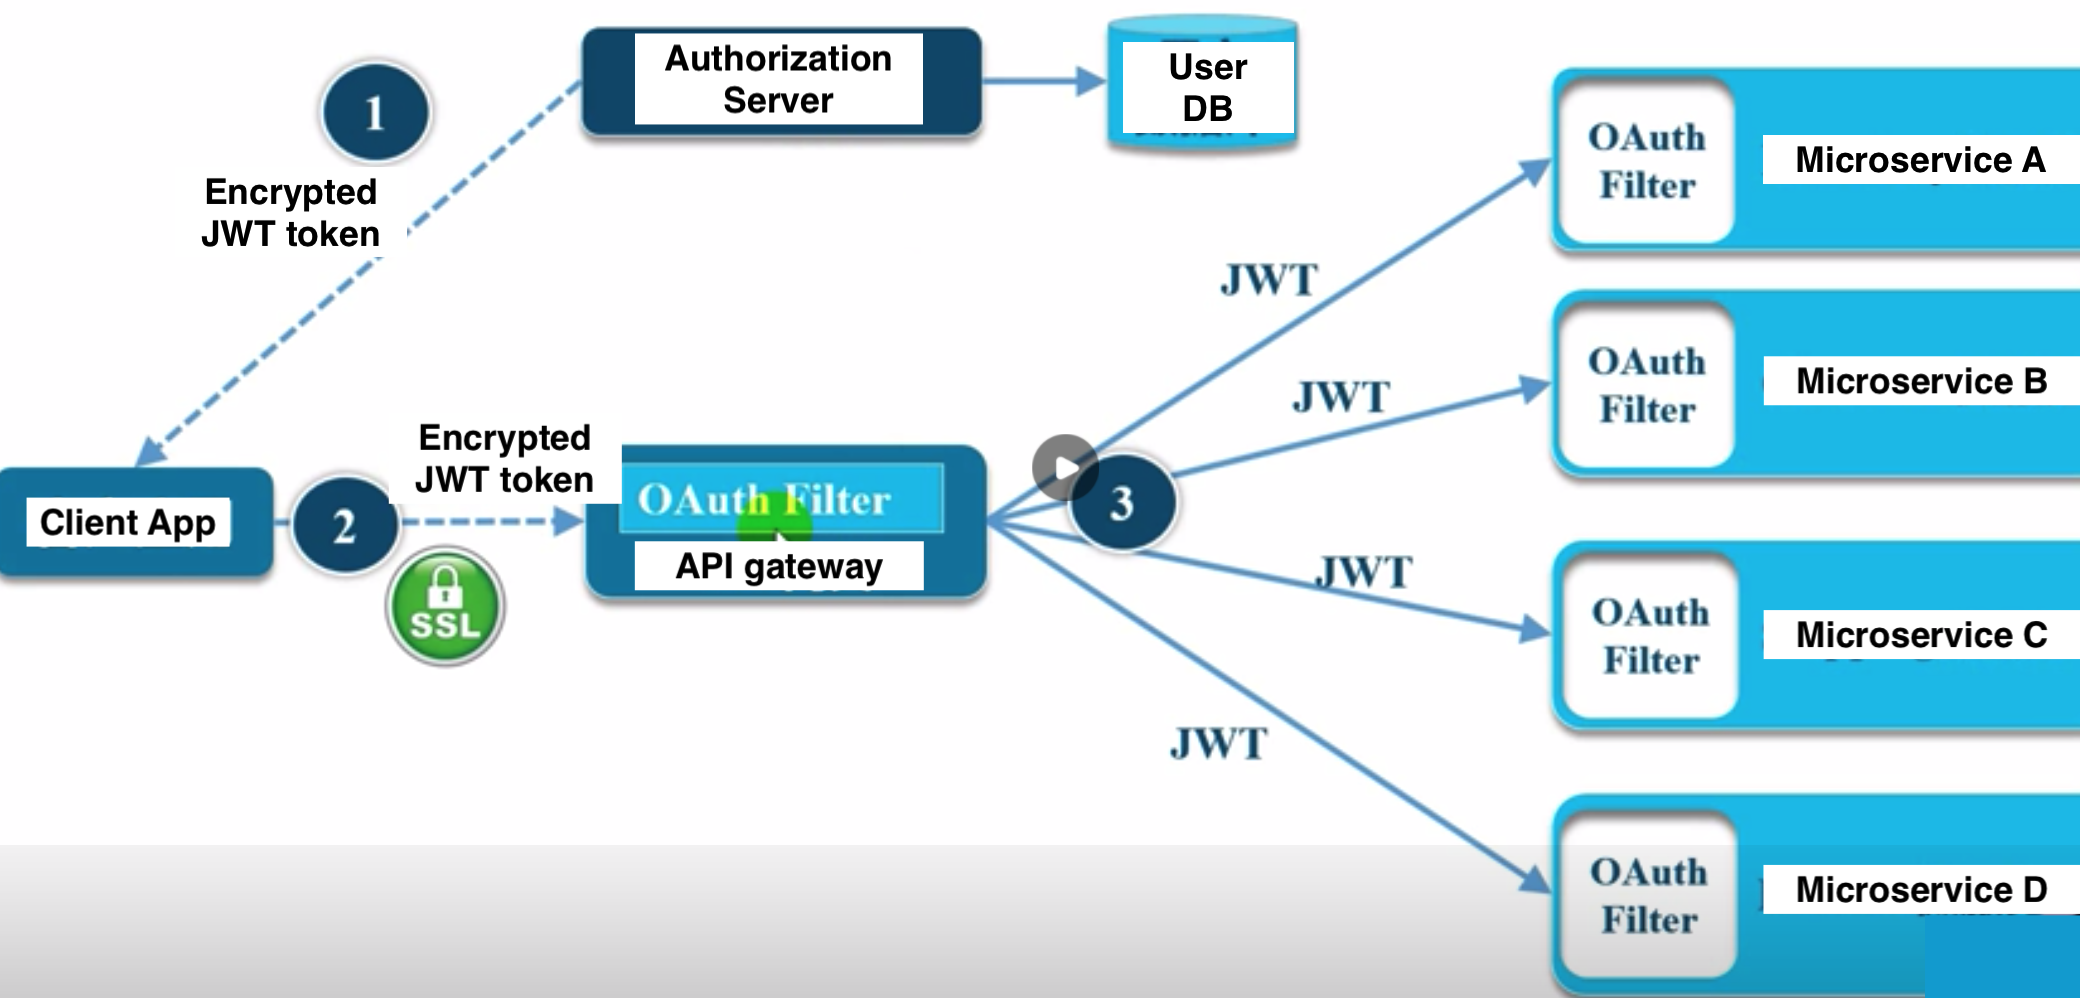 Authorization
Server
User
DB
1
Encrypted
JWT token
OAuth
Filter
Microservice A
JWT
OAuth
Filter
Microservice B
JWT
Encrypted
JWT token
Client App
2
SSL
OAuth Filter
API gateway
3
JWT
OAuth
Filter
Microservice C
JWT
OAuth
Filter
Microservice D